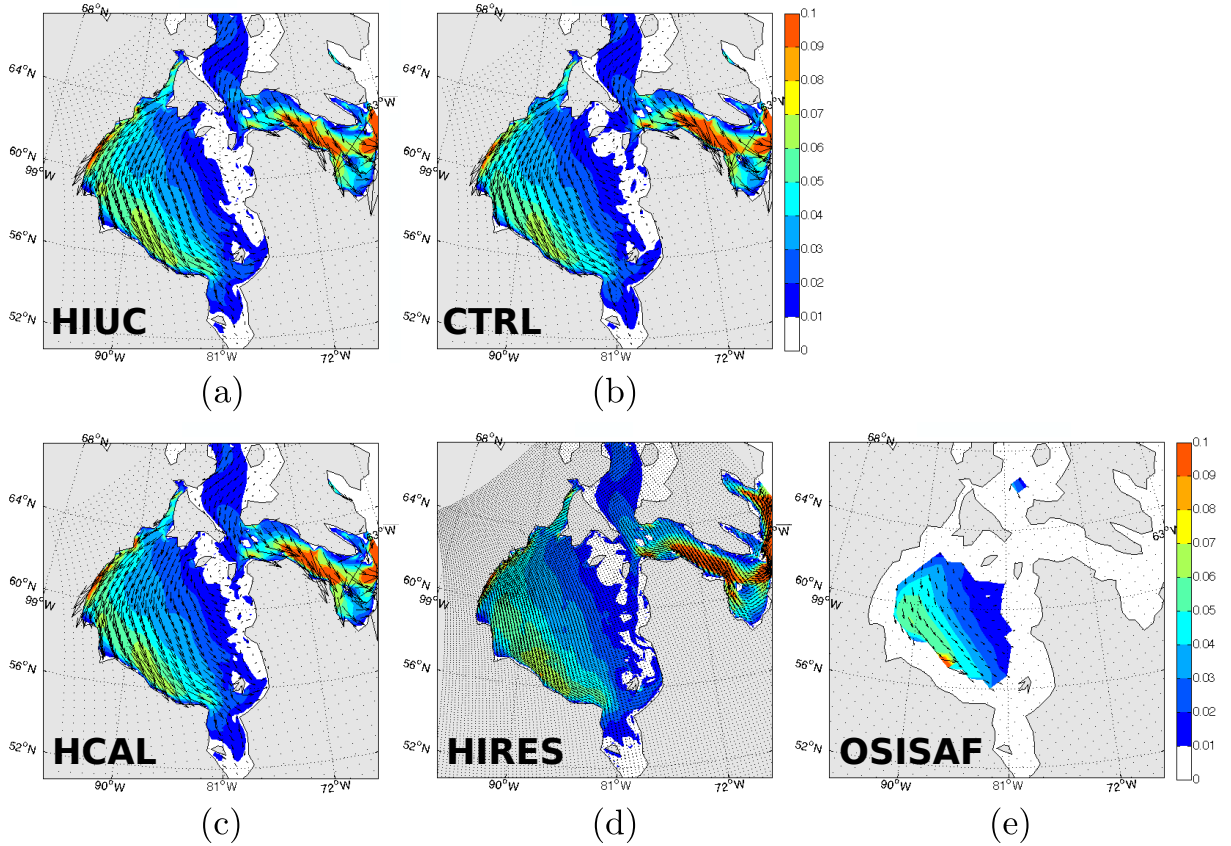 68°N
64°N
60°N
99°W
56°N
52°N
90°W
81°W
72°W
63°W
HIUC
(a)
68°N
64°N
60°N
99°W
56°N
52°N
90°W
81°W
72°W
63°W
CTRL
(b)
0.1
0.09
0.08
0.07
0.06
0.05
0.04
0.03
0.02
0.01
0
68°N
64°N
60°N
99°W
56°N
52°N
90°W
81°W
72°W
63°W
HCAL
(c)
68°N
64°N
60°N
99°W
56°N
52°N
90°W
81°W
72°W
°W
HIRES
(d)
68°N
64°N
60°N
99°W
56°N
52°N
90°W
81°W
72°W
63°W
OSISAF
(e)
0.1
0.09
0.08
0.07
0.06
0.05
0.04
0.03
0.02
0.01
0